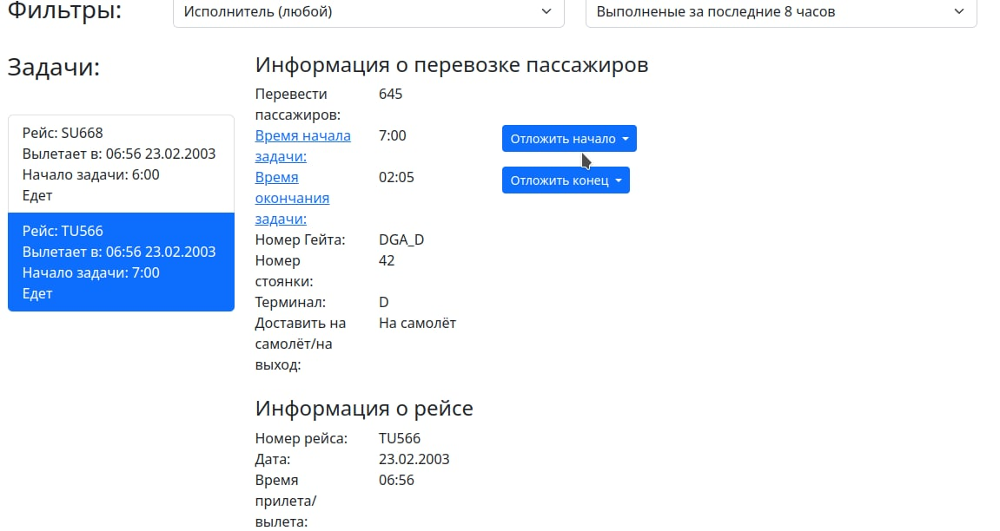 Фильтры:
Исполнитель (любой)
Выполненые за последние 8 часов
Задачи:
Рейс: SU668
Вылетает в: 06:56 23.02.2003
Начало задачи: 6:00
Едет
Рейс: TU566
Вылетает в: 06:56 23.02.2003
Начало задачи: 7:00
Едет
Информация о перевозке пассажиров
Перевести
пассажиров:
645
Время начала
задачи:
7:00
Отложить начало
Время
окончания
задачи:
02:05
Отложить конец
Номер Гейта:
DGA_D
Номер
стоянки:
42
Терминал:
D
Доставить на
самолёт/на
выход:
На самолёт
Информация о рейсе
Номер рейса:
TU566
Дата:
23.02.2003
Время
прилета/
вылета:
06:56